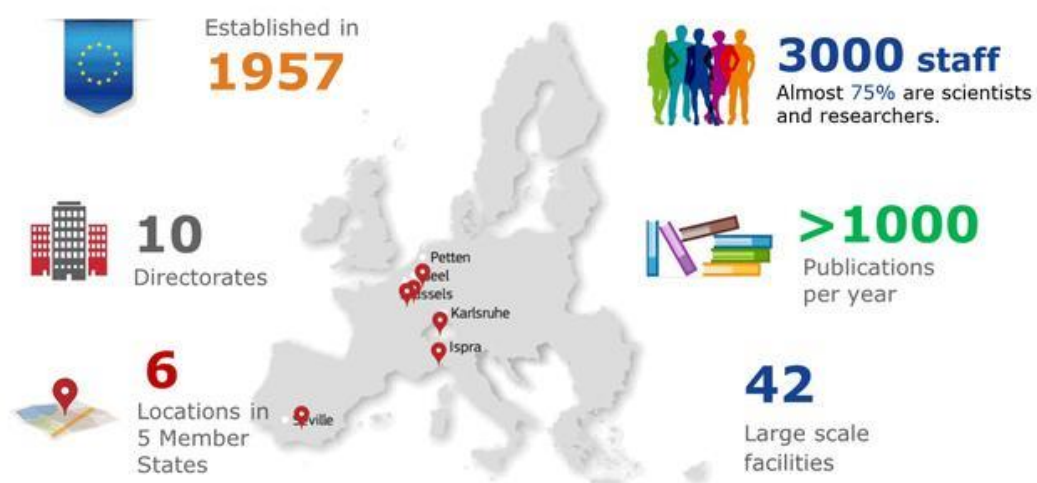 Established in
1957
3000 staff
Almost 75% are scientists
and researchers.
10
Directorates
>1000
Publications
per year
Petten
Karlsruhe
Ispra
6
Locations in
5 Member
States
42
Large scale
facilities